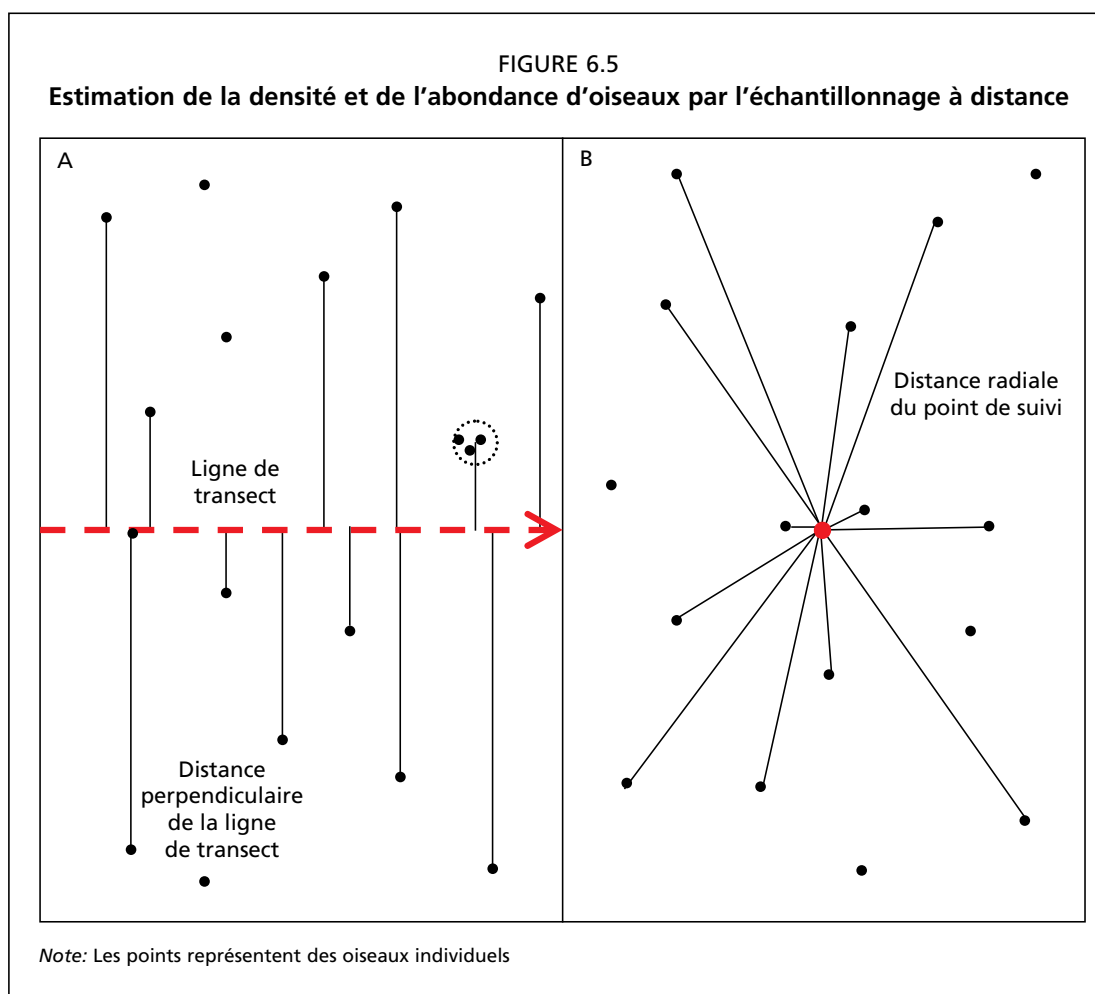 FIGURE 6.5
Estimation de la densité et de l'abondance d'oiseaux par l'échantillonnage à distance
A
Ligne de
transect
Distance
perpendiculaire
de la ligne
de transect
B
Distance radiale
du point de suivi
Note: Les points représentent des oiseaux individuels